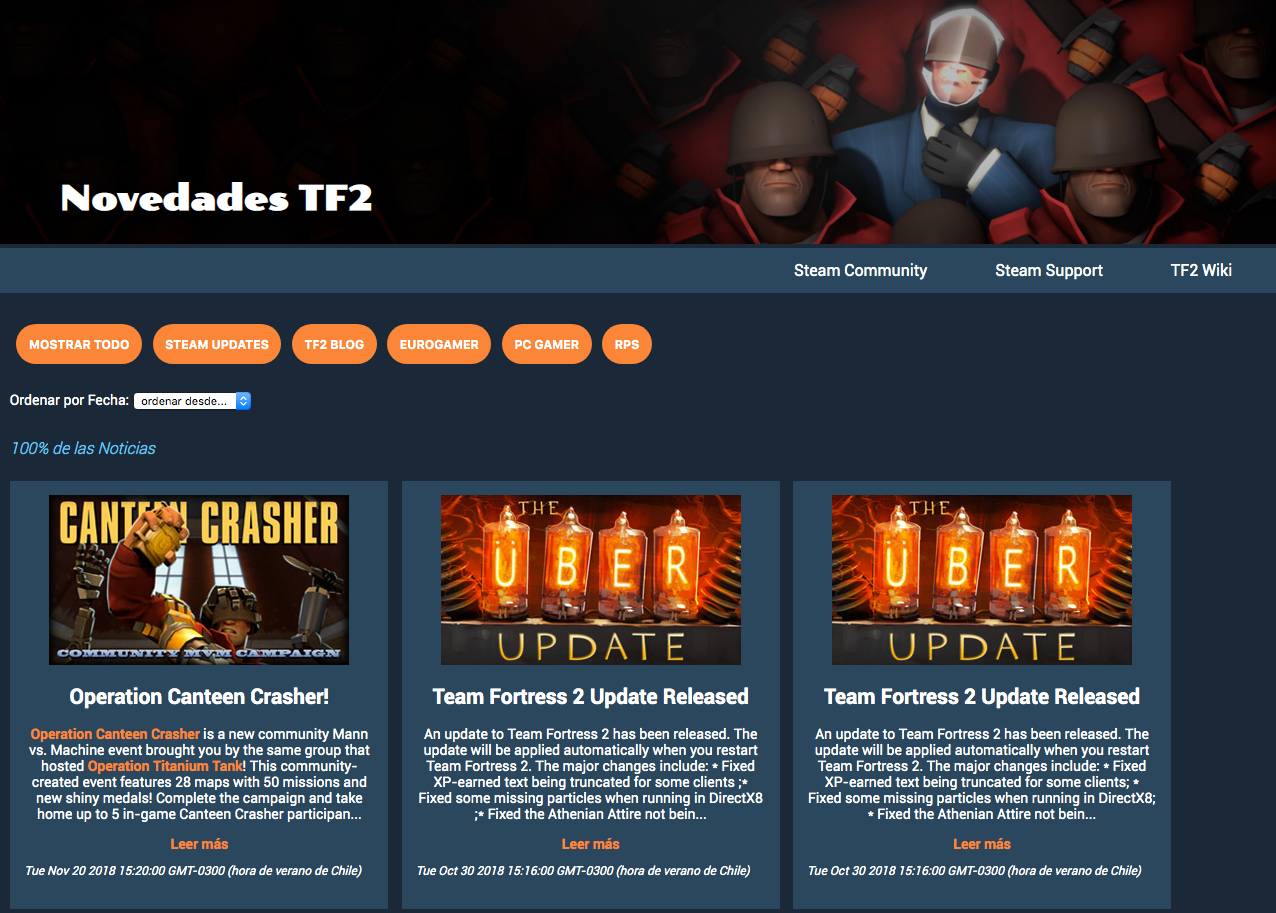 Novedades TF2
Steam Community
Steam Support
TF2 Wiki
MOSTRAR TODO
STEAM UPDATES
TF2 BLOG
EUROGAMER
PC GAMER
RPS
Ordenar por Fecha: ordenar desde...
100% de las Noticias
CANTEEN CRASHER
COMMUNITY MVM CAMPAIGN
Operation Canteen Crasher!
Operation Canteen Crasher is a new community Mann
vs. Machine event brought you by the same group that
hosted Operation Titanium Tank! This community-
created event features 28 maps with 50 missions and
new shiny medals! Complete the campaign and take
home up to 5 in-game Canteen Crasher participan...
Leer más
Tue Nov 20 2018 15:20:00 GMT-0300 (hora de verano de Chile)
THE
ÜBER
UPDATE
Team Fortress 2 Update Released
An update to Team Fortress 2 has been released. The
update will be applied automatically when you restart
Team Fortress 2. The major changes include: * Fixed
XP-earned text being truncated for some clients ;*
Fixed some missing particles when running in DirectX8
;* Fixed the Athenian Attire not bein...
Leer más
Tue Oct 30 2018 15:16:00 GMT-0300 (hora de verano de Chile)
THE
ÜBER
UPDATE
Team Fortress 2 Update Released
An update to Team Fortress 2 has been released. The
update will be applied automatically when you restart
Team Fortress 2. The major changes include: * Fixed
XP-earned text being truncated for some clients; *
Fixed some missing particles when running in DirectX8;
* Fixed the Athenian Attire not bein...
Leer más
Tue Oct 30 2018 15:16:00 GMT-0300 (hora de verano de Chile)